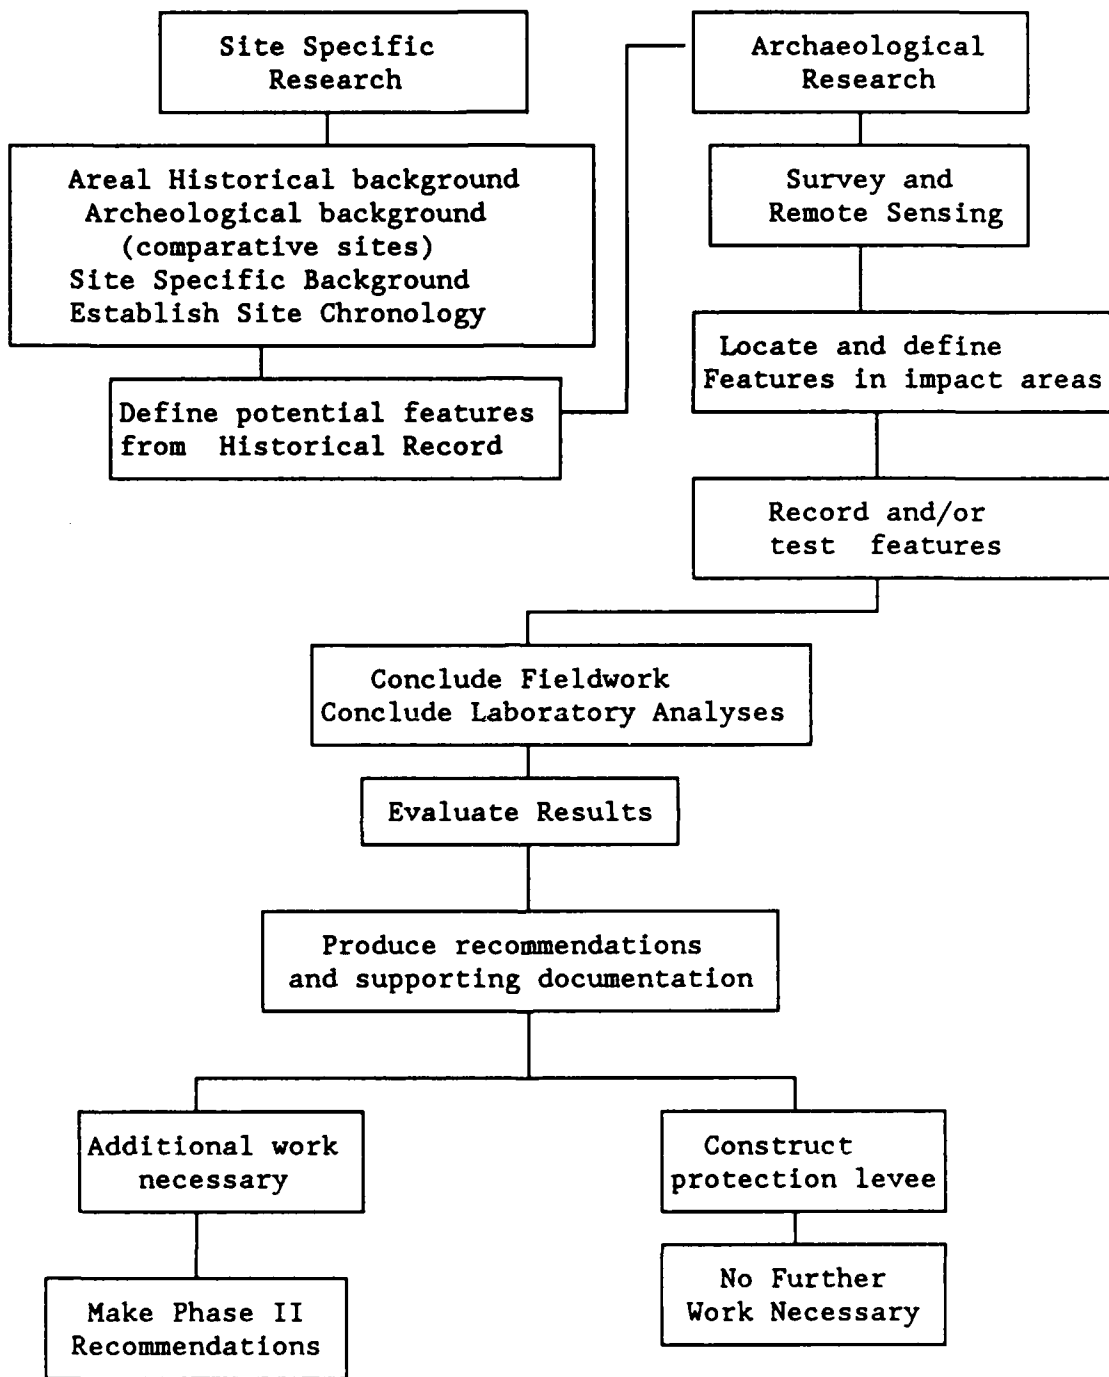 Site Specific
Research
Areal Historical background
Archeological background
(comparative sites)
Site Specific Background
Establish Site Chronology
Define potential features
from Historical Record
Archaeological
Research
Survey and
Remote Sensing
Locate and define
Features in impact areas
Record and/or
test features
Conclude Fieldwork
Conclude Laboratory Analyses
Evaluate Results
Produce recommendations
and supporting documentation
Additional work
necessary
Make Phase II
Recommendations
Construct
protection levee
No Further
Work Necessary